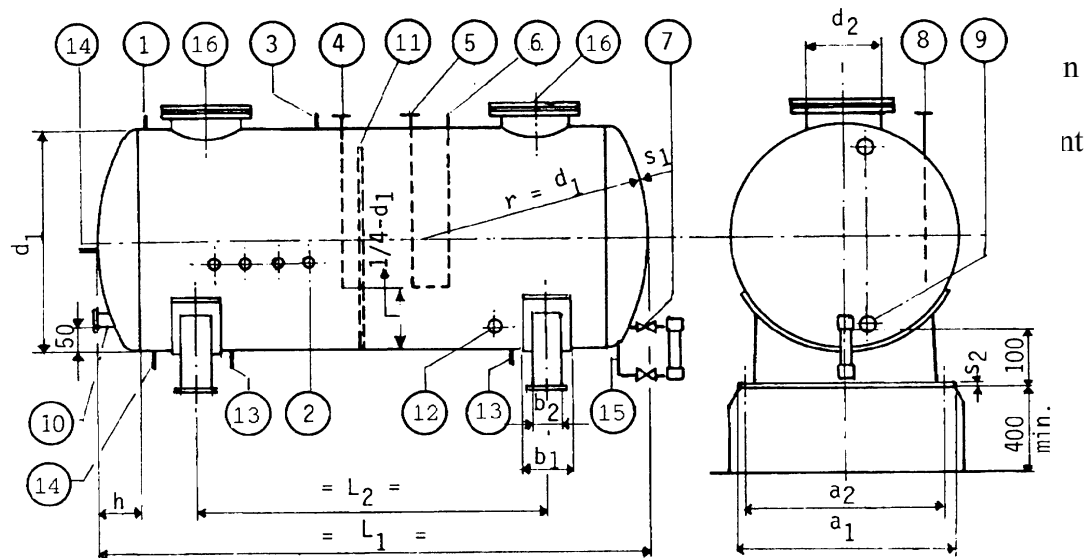 14 1 16 3 4 11 5 6 16 7 d2 8 9
n
nt
s1
r = d1
d1
1/4-d1
50
100
s2
10 13 2 12 13 b2 15
400 min.
14
b1
h
= L2 =
a2
= L1 =
a1